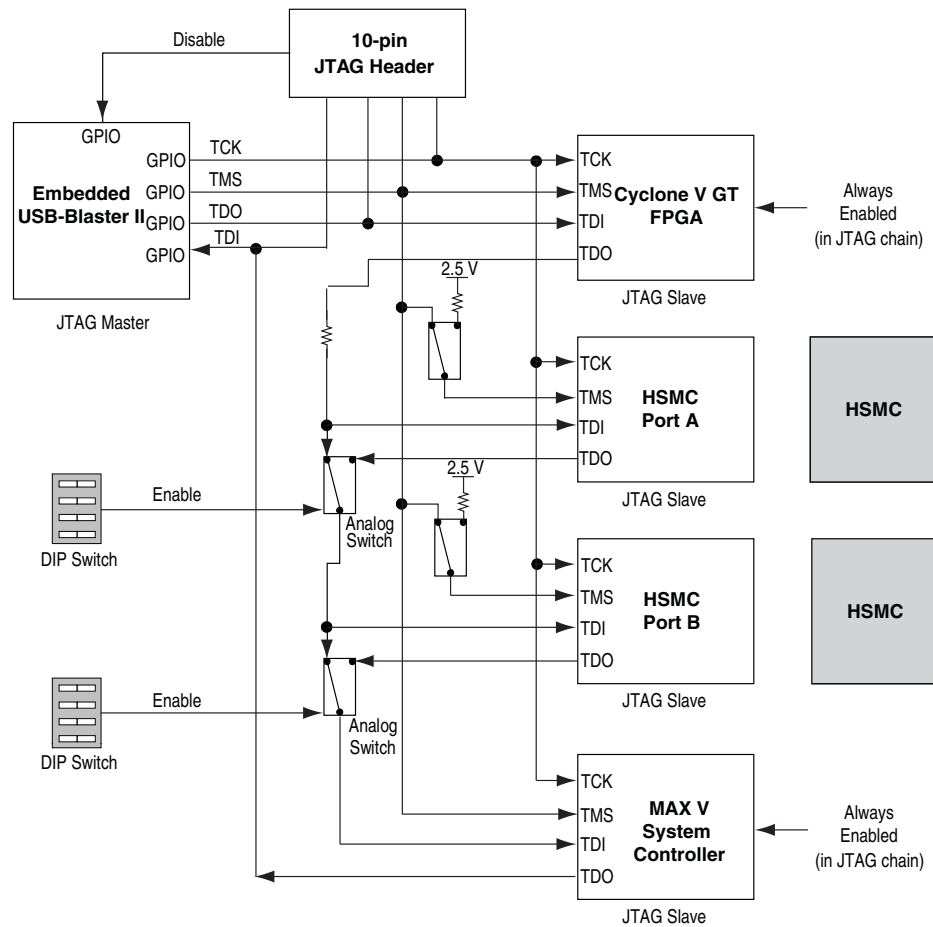 Disable
10-pin
JTAG Header
GPIO
Embedded
USB-Blaster II
GPIO
GPIO
GPIO
GPIO
TCK
TMS
TDO
TDI
JTAG Master
TCK
TMS
TDI
TDO
Cyclone V GT
FPGA
Always
Enabled
(in JTAG chain)
JTAG Slave
2.5 V
TCK
TMS
TDI
TDO
HSMC
Port A
HSMC
JTAG Slave
DIP Switch
Enable
Analog
Switch
2.5 V
TCK
TMS
TDI
TDO
HSMC
Port B
HSMC
JTAG Slave
DIP Switch
Enable
Analog
Switch
TCK
TMS
TDI
TDO
MAX V
System
Controller
Always
Enabled
(in JTAG chain)
JTAG Slave